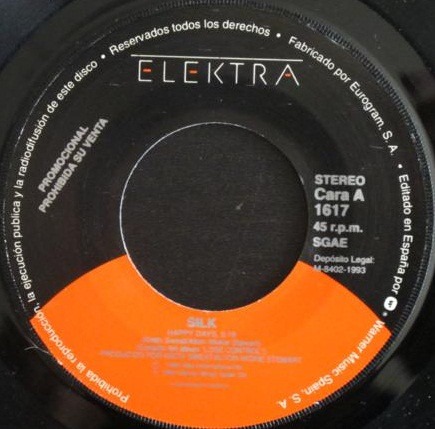 la ejecución publica y la radiodifusión de este disco • Reservados todos los derechos • Fabricado por Eurogram. S. A. • Editado en España por
Warner Music Spain, S. A.
Prohibida la reproducción,
ELEKTRA
PROMOCIONAL
PROHIBIDA SU VENTA
STEREO
Cara A
1617
45 r.p.m.
SGAE
Depósito Legal:
M-8402-1993
SILK
HAPPY DAYS,